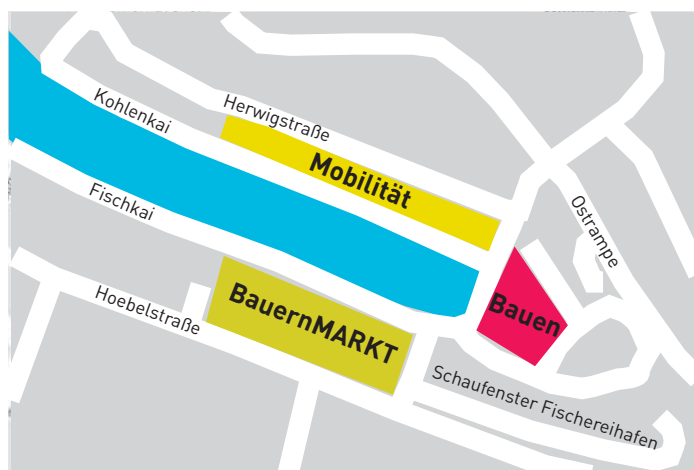 Herwigstraße
Kohlenkai
Mobilität
Fischkai
Ostrampe
Hoebelstraße
BauernMARKT
Bauen
Schaufenster Fischereihafen